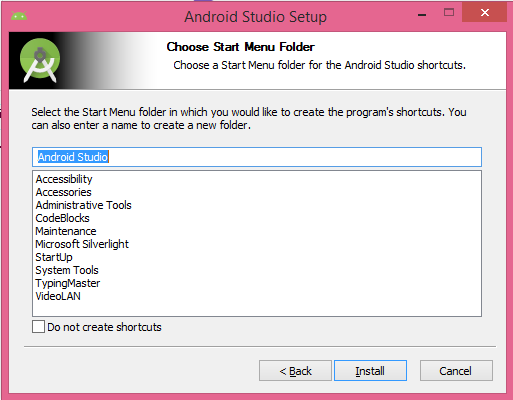 Android Studio Setup
Choose Start Menu Folder
Choose a Start Menu folder for the Android Studio shortcuts.
Select the Start Menu folder in which you would like to create the program's shortcuts. You
can also enter a name to create a new folder.
Android Studio
Accessibility
Accessories
Administrative Tools
CodeBlocks
Maintenance
Microsoft Silverlight
StartUp
System Tools
TypingMaster
VideoLAN
Do not create shortcuts
< Back Install Cancel